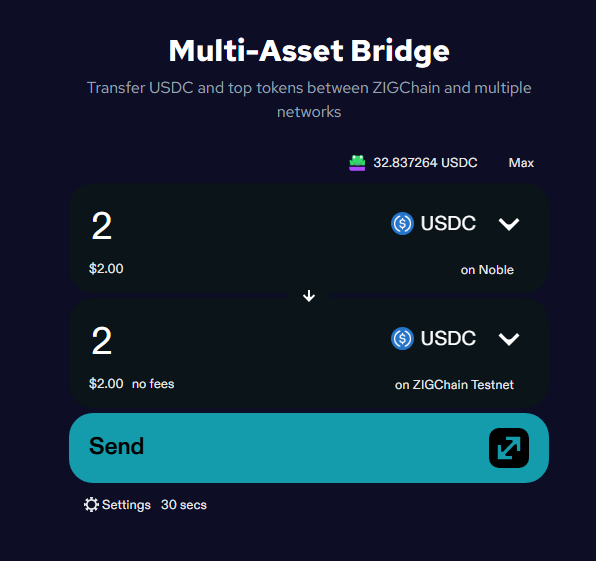 Multi-Asset Bridge
Transfer USDC and top tokens between ZIGChain and multiple
networks
32.837264 USDC Max
2 USDC
$2.00 on Noble
2 USDC
$2.00 no fees on ZIGChain Testnet
Send
Settings 30 secs